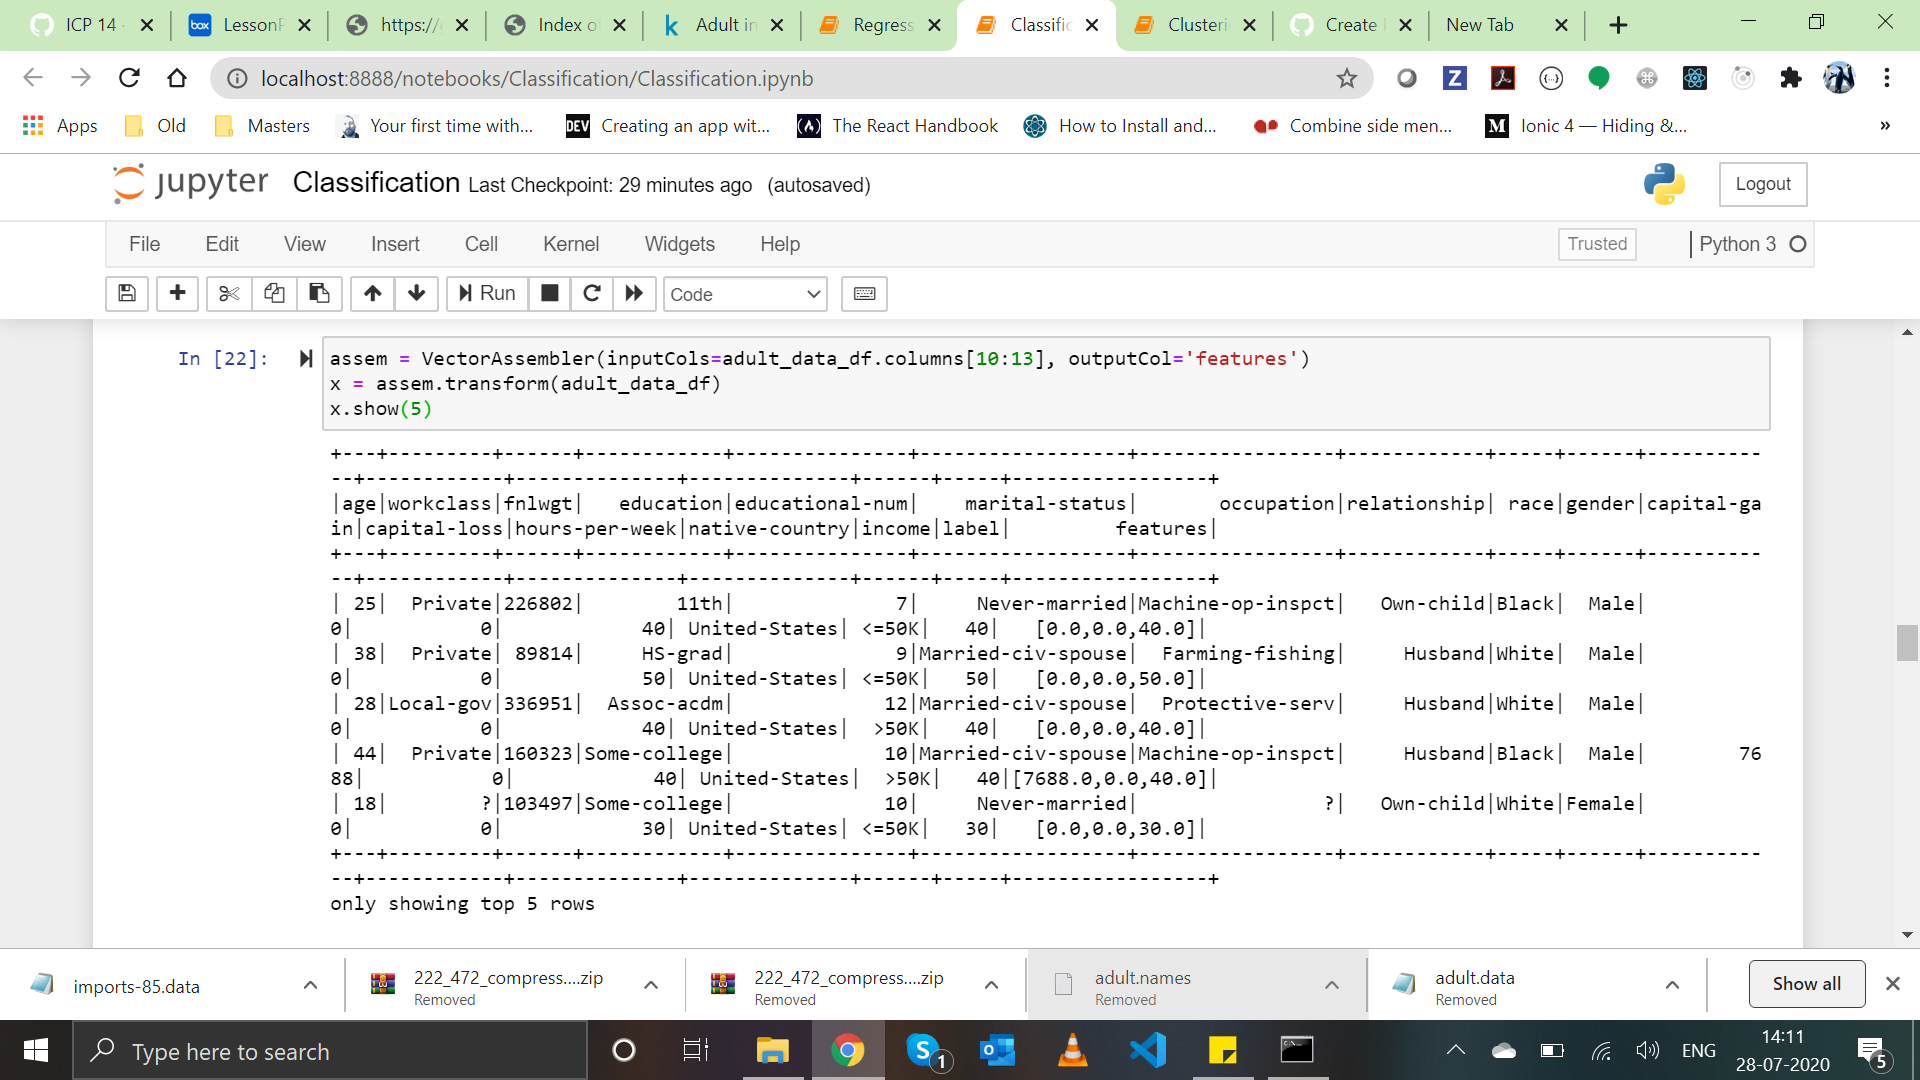 ICP 14
LessonP
https://g
Index o
Adult in
Regress
Classific
Clusteri
Create
New Tab
localhost:8888/notebooks/Classification/Classification.ipynb
Apps Old Masters Your first time with... DEV Creating an app wit... The React Handbook How to Install and... Combine side men... Ionic 4 — Hiding &... »
jupyter Classification Last Checkpoint: 29 minutes ago (autosaved) Logout
File Edit View Insert Cell Kernel Widgets Help Trusted Python 3
Run Code
In [22]: assem = VectorAssembler(inputCols=adult_data_df.columns[10:13], outputCol='features')
x = assem.transform(adult_data_df)
x.show(5)
+---+---------+------+------------+---------------+------------------+-----------------+------------+-----+------+----------
--+------------+--------------+--------------+------+-----+-----------------+
|age|workclass|fnlwgt|   education|educational-num|    marital-status|       occupation|relationship| race|gender|capital-ga
in|capital-loss|hours-per-week|native-country|income|label|         features|
+---+---------+------+------------+---------------+------------------+-----------------+------------+-----+------+----------
--+------------+--------------+--------------+------+-----+-----------------+
| 25|  Private|226802|        11th|              7|     Never-married|Machine-op-inspct|   Own-child|Black|  Male|
0|           0|            40| United-States| <=50K|   40|   [0.0,0.0,40.0]|
| 38|  Private| 89814|     HS-grad|              9|Married-civ-spouse|  Farming-fishing|     Husband|White|  Male|
0|           0|            50| United-States| <=50K|   50|   [0.0,0.0,50.0]|
| 28|Local-gov|336951|  Assoc-acdm|             12|Married-civ-spouse|  Protective-serv|     Husband|White|  Male|
0|           0|            40| United-States|  >50K|   40|   [0.0,0.0,40.0]|
| 44|  Private|160323|Some-college|             10|Married-civ-spouse|Machine-op-inspct|     Husband|Black|  Male|        76
88|           0|            40| United-States|  >50K|   40|[7688.0,0.0,40.0]|
| 18|        ?|103497|Some-college|             10|     Never-married|                ?|   Own-child|White|Female|
0|           0|            30| United-States| <=50K|   30|   [0.0,0.0,30.0]|
+---+---------+------+------------+---------------+------------------+-----------------+------------+-----+------+----------
--+------------+--------------+--------------+------+-----+-----------------+
only showing top 5 rows
imports-85.data
222_472_compress....zip
Removed
222_472_compress....zip
Removed
adult.names
Removed
adult.data
Removed
Show all
Type here to search
1
ENG
14:11
28-07-2020
5